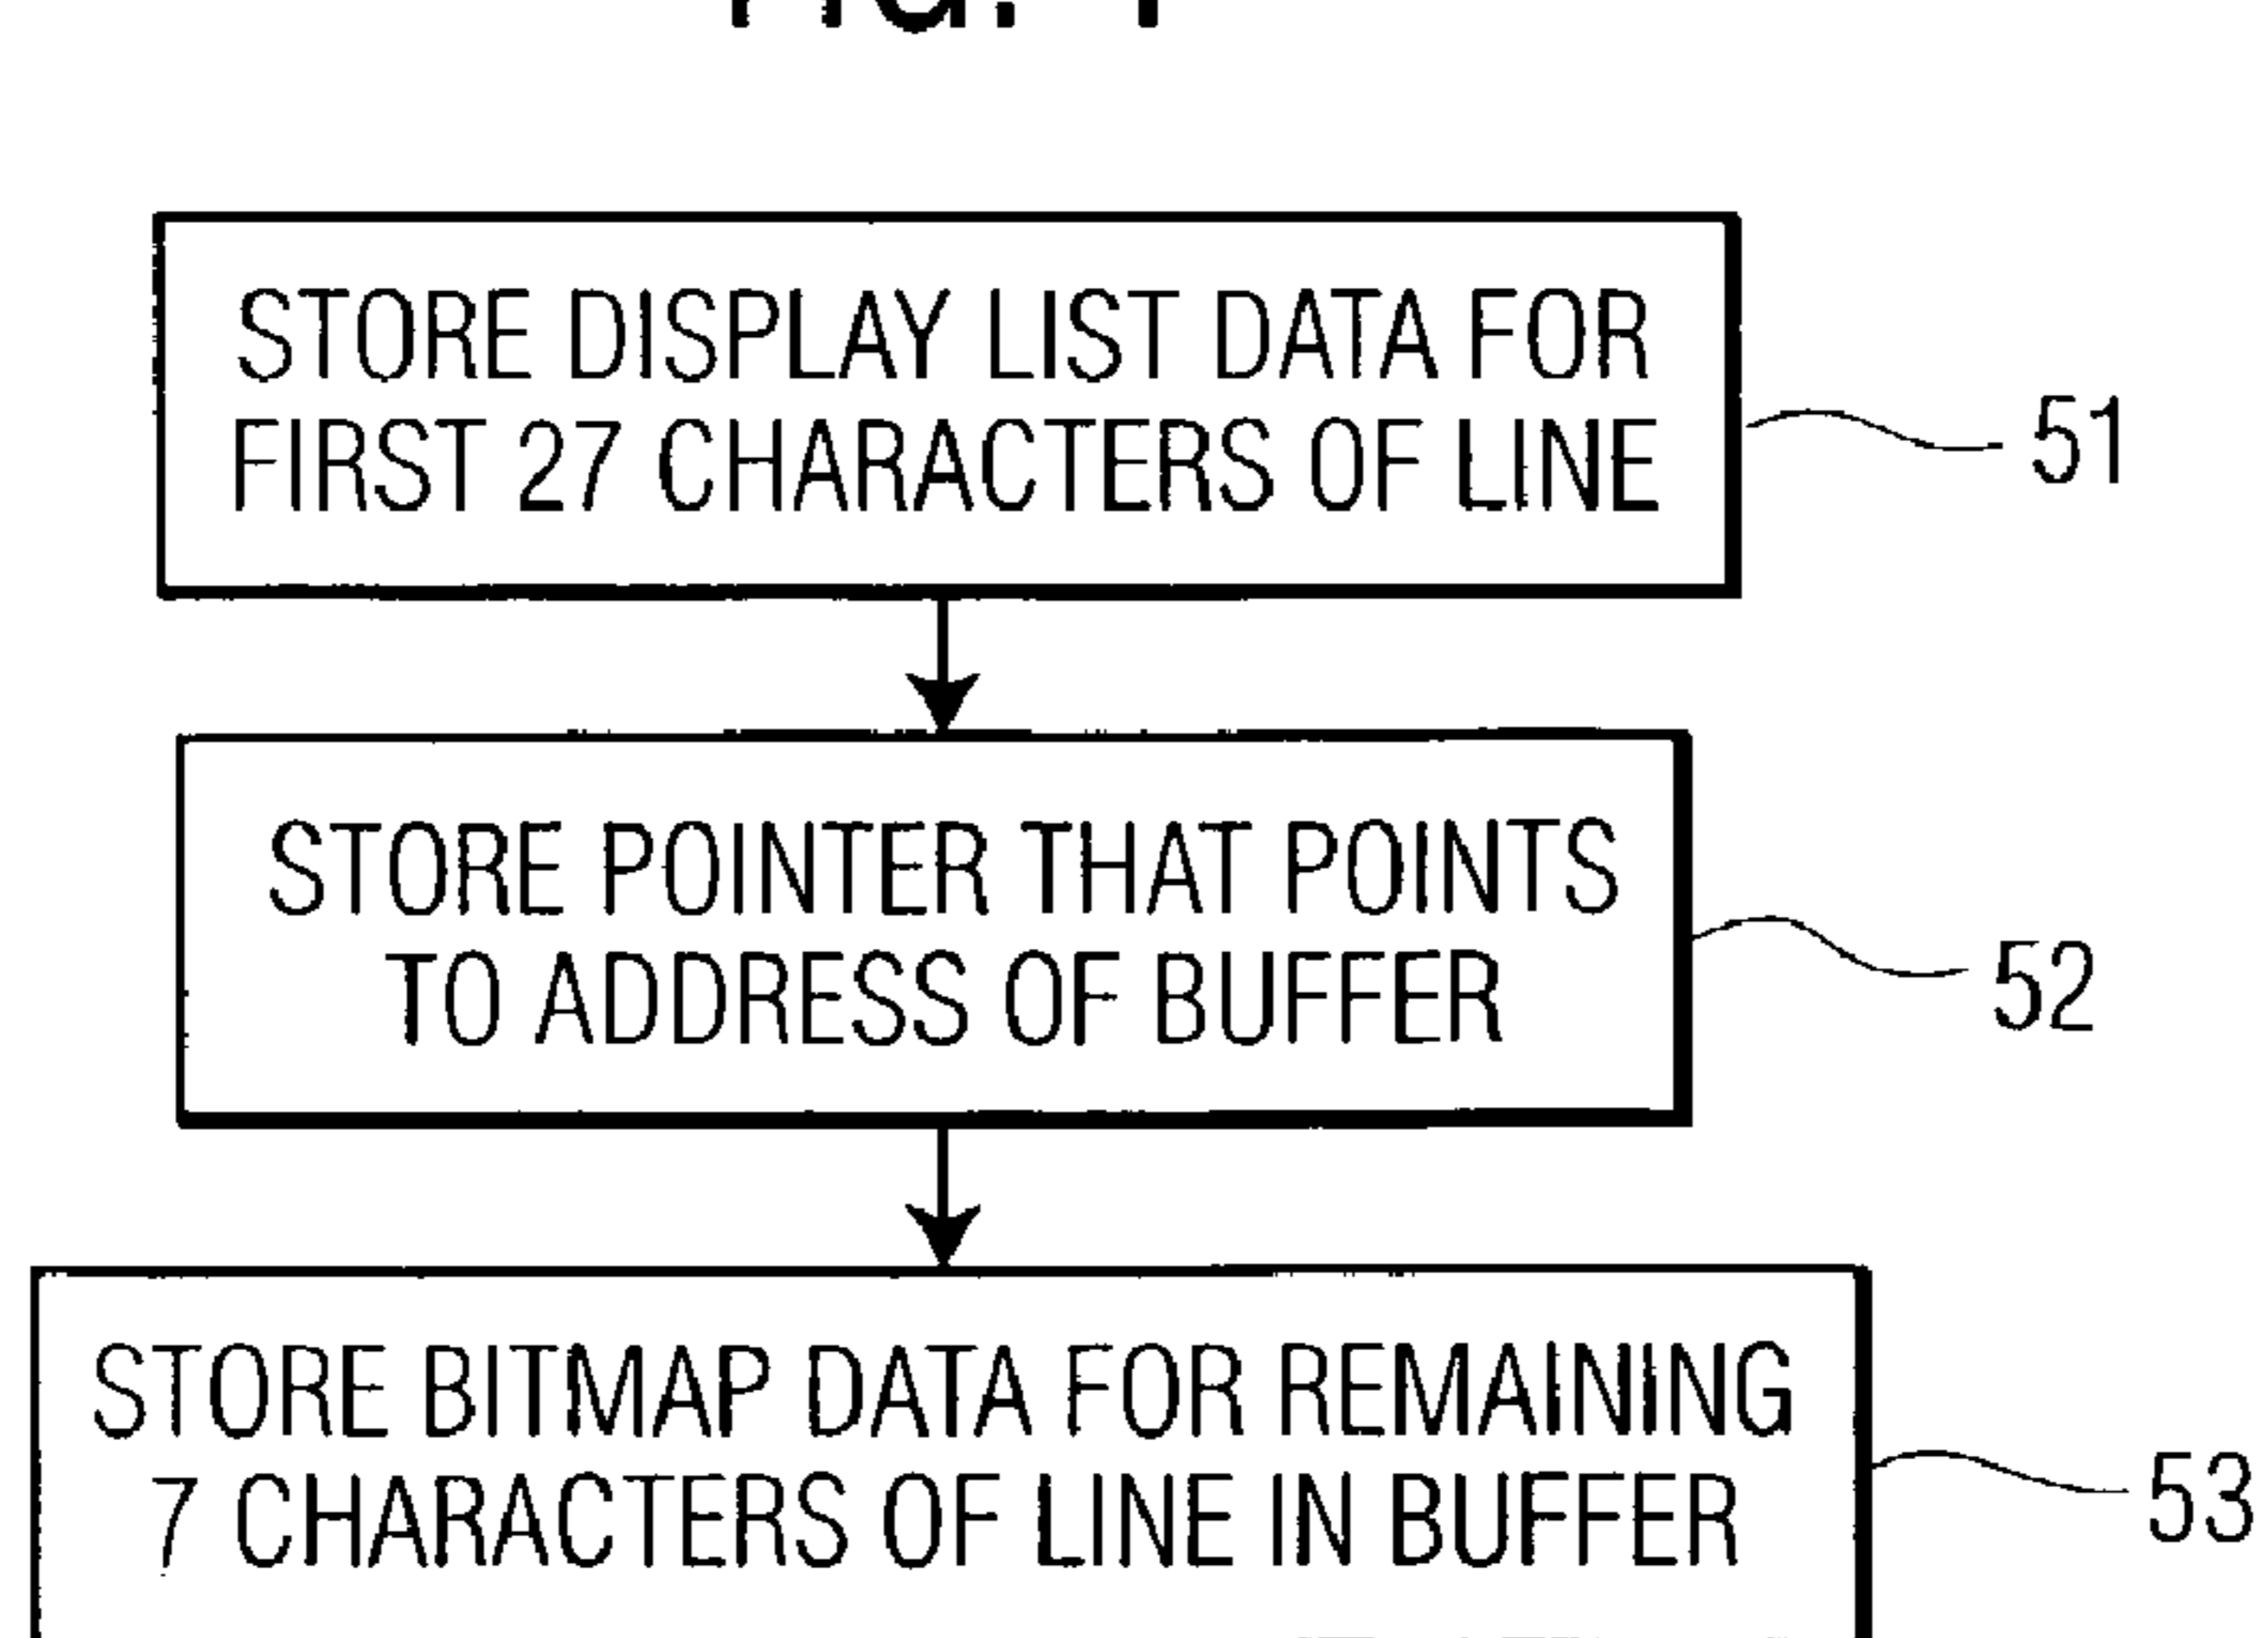 STORE DISPLAY LIST DATA FOR
FIRST 27 CHARACTERS OF LINE
51
STORE POINTER THAT POINTS
TO ADDRESS OF BUFFER
52
STORE BITMAP DATA FOR REMAINING
7 CHARACTERS OF LINE IN BUFFER
53